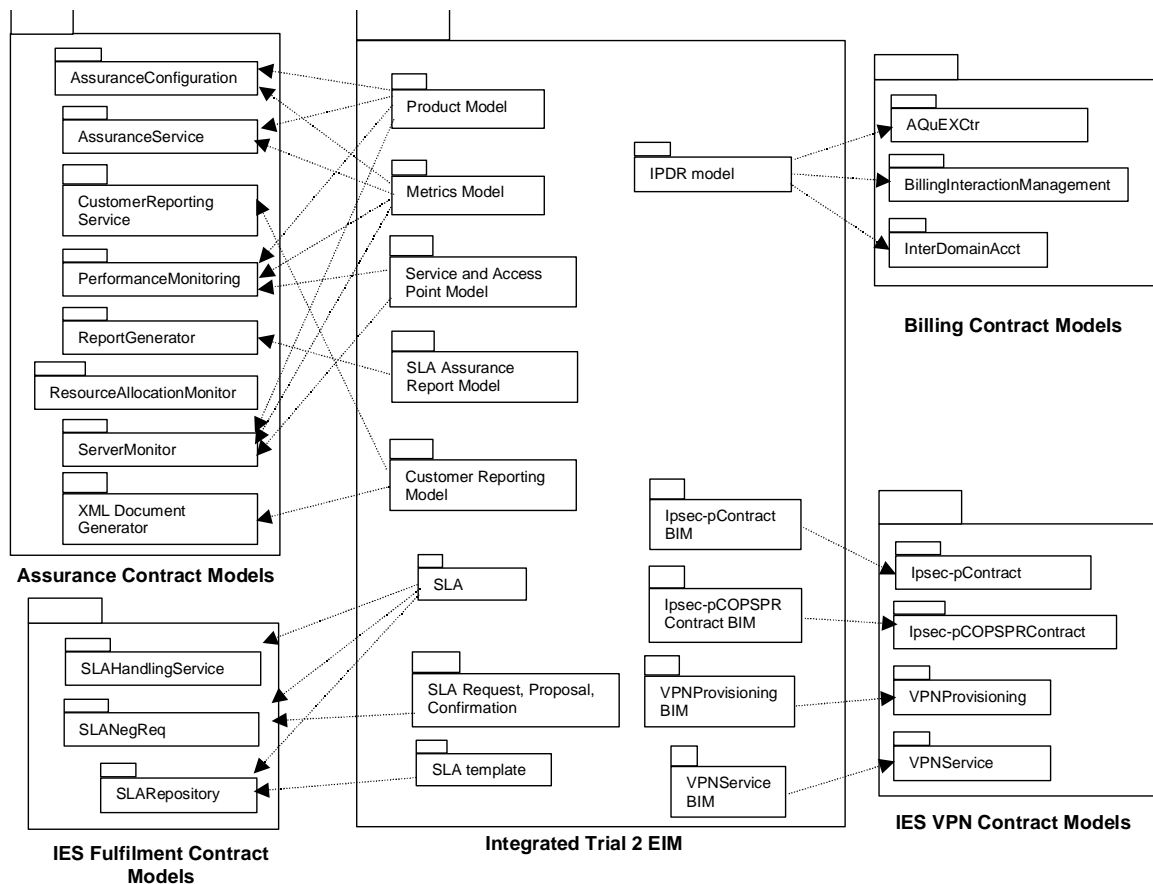 AssuranceConfiguration
AssuranceService
CustomerReporting
Service
PerformanceMonitoring
ReportGenerator
ResourceAllocationMonitor
ServerMonitor
XML Document
Generator
Assurance Contract Models
SLAHandlingService
SLANegReq
SLARepository
IES Fulfilment Contract
Models
Product Model
Metrics Model
Service and Access
Point Model
SLA Assurance
Report Model
Customer Reporting
Model
SLA
SLA Request, Proposal,
Confirmation
SLA template
IPDR model
Ipsec-pContract
BIM
Ipsec-pCOPSPR
Contract BIM
VPNProvisioning
BIM
VPNService
BIM
Integrated Trial 2 EIM
AQuEXCtr
BillingInteractionManagement
InterDomainAcct
Billing Contract Models
Ipsec-pContract
Ipsec-pCOPSPRContract
VPNProvisioning
VPNService
IES VPN Contract Models